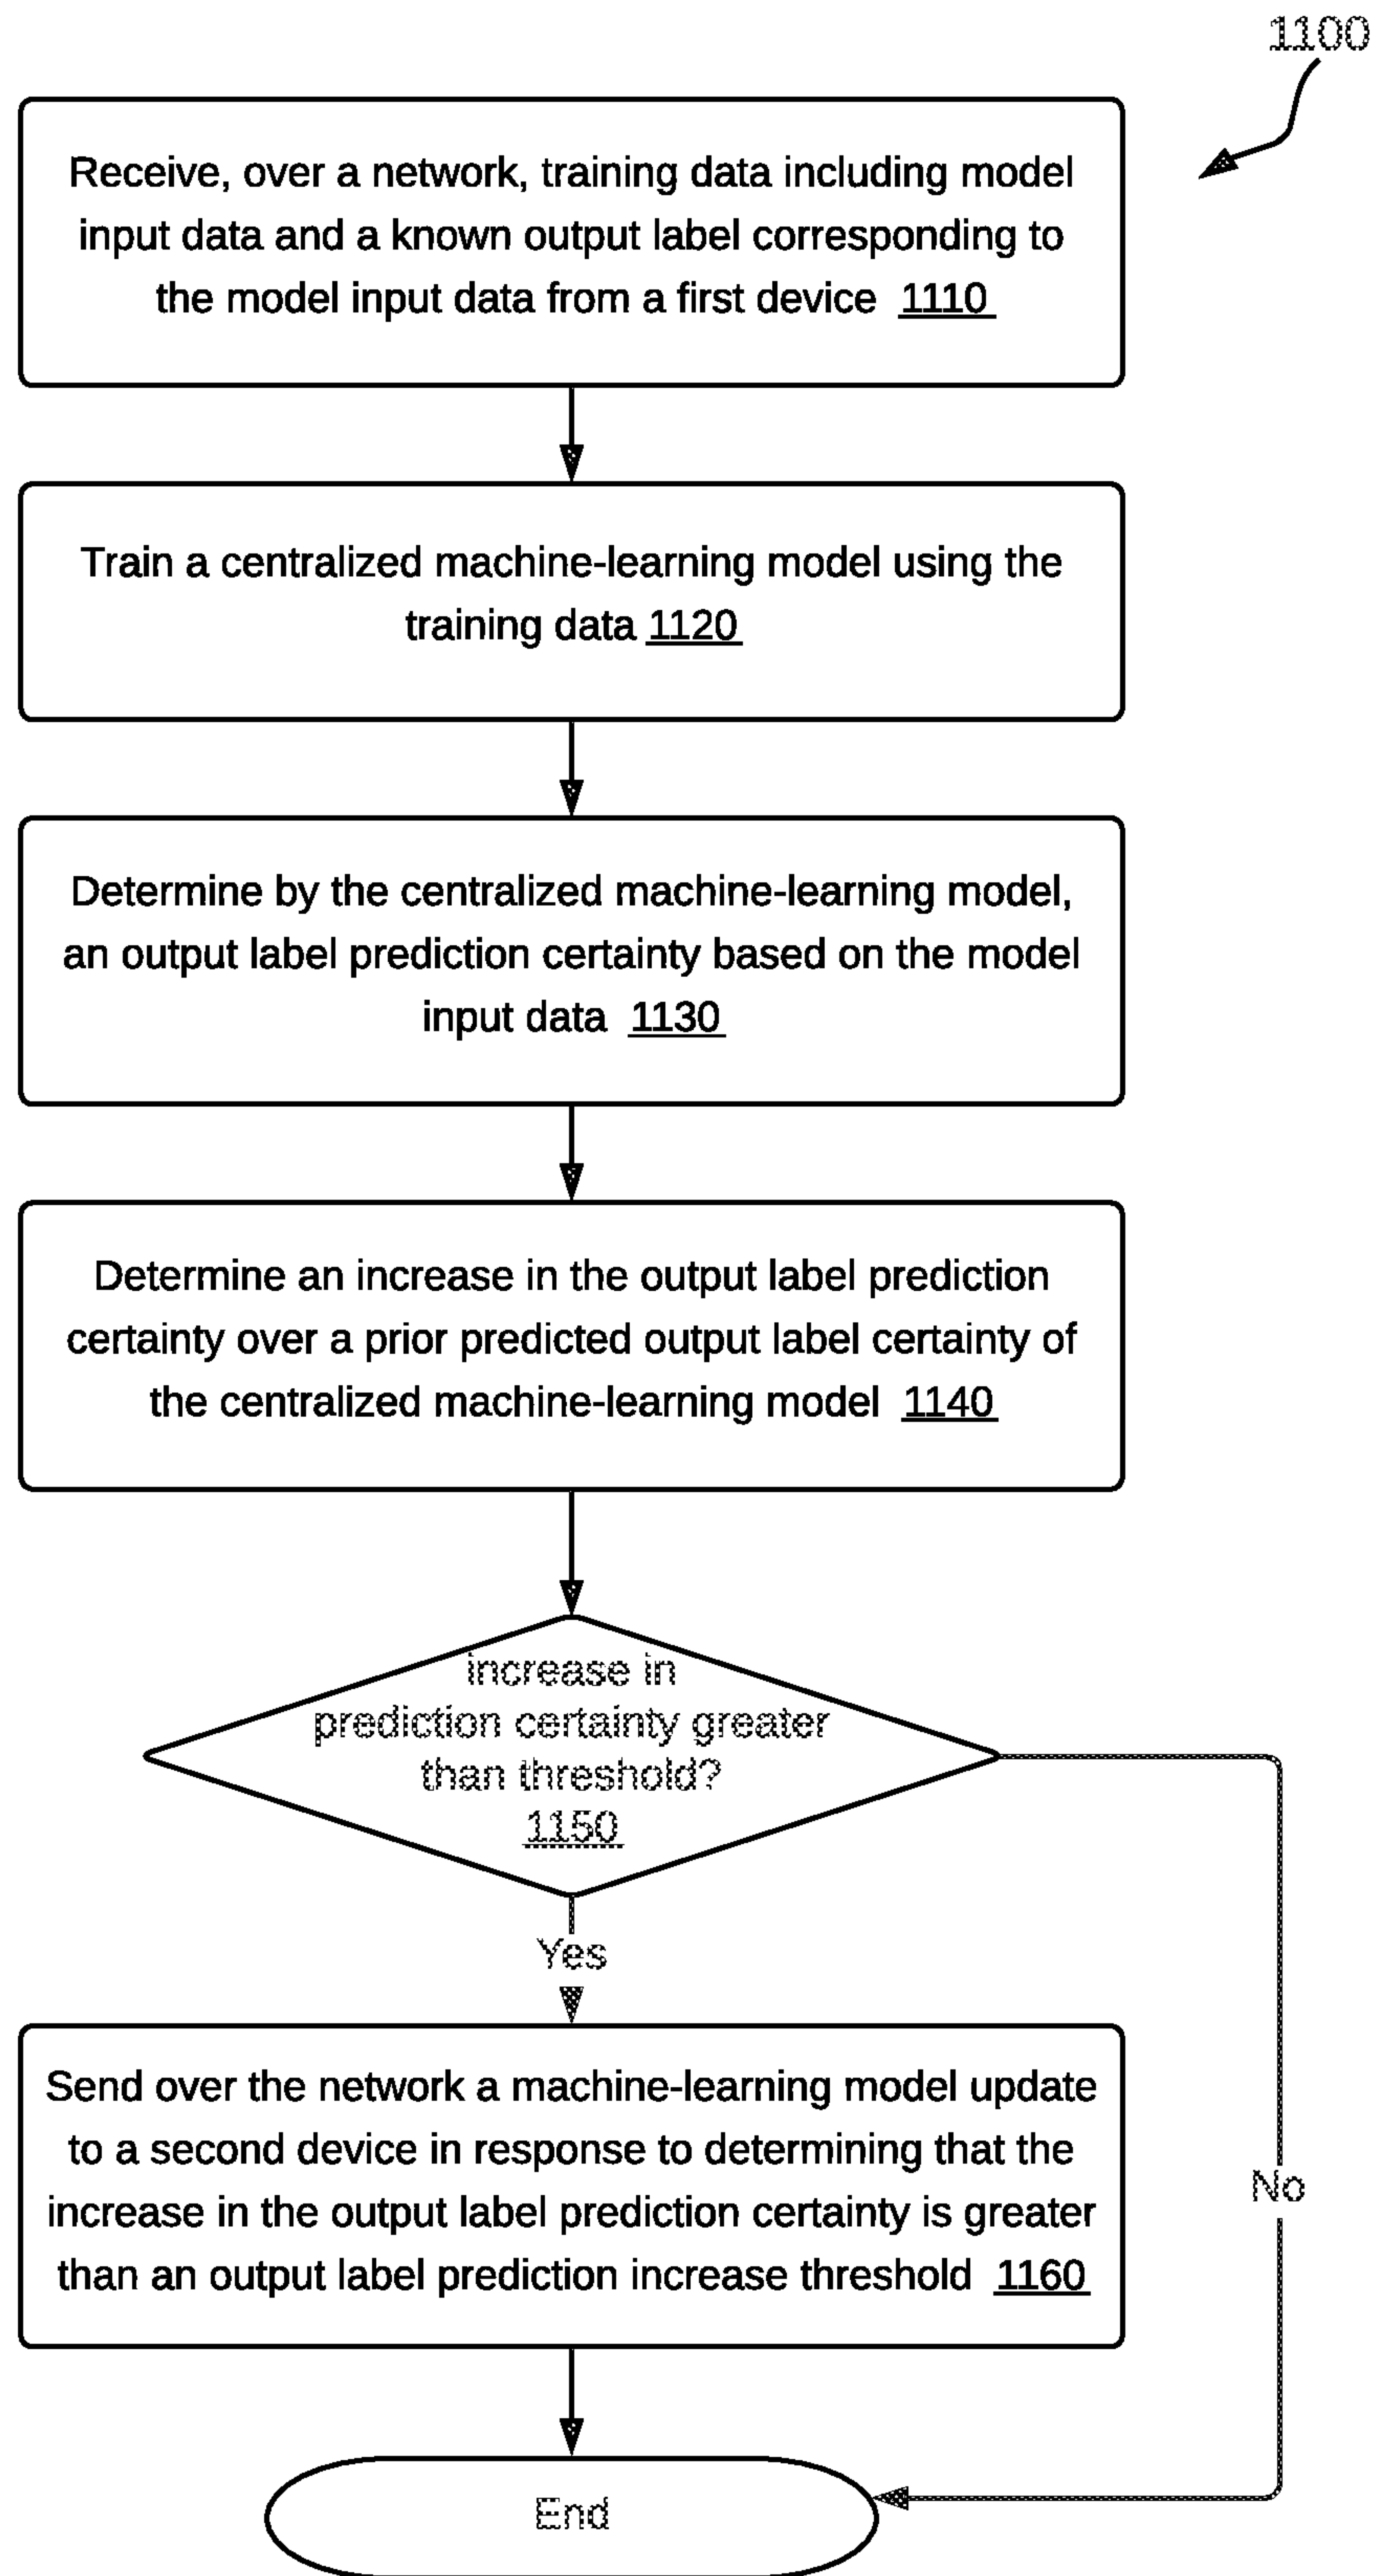 1100
Receive, over a network, training data including model
input data and a known output label corresponding to
the model input data from a first device 1110
Train a centralized machine-learning model using the
training data 1120
Determine by the centralized machine-learning model,
an output label prediction certainty based on the model
input data 1130
Determine an increase in the output label prediction
certainty over a prior predicted output label certainty of
the centralized machine-learning model 1140
increase in
prediction certainty greater
than threshold?
1150
Yes
Send over the network a machine-learning model update
to a second device in response to determining that the
increase in the output label prediction certainty is greater
than an output label prediction increase threshold 1160
No
End